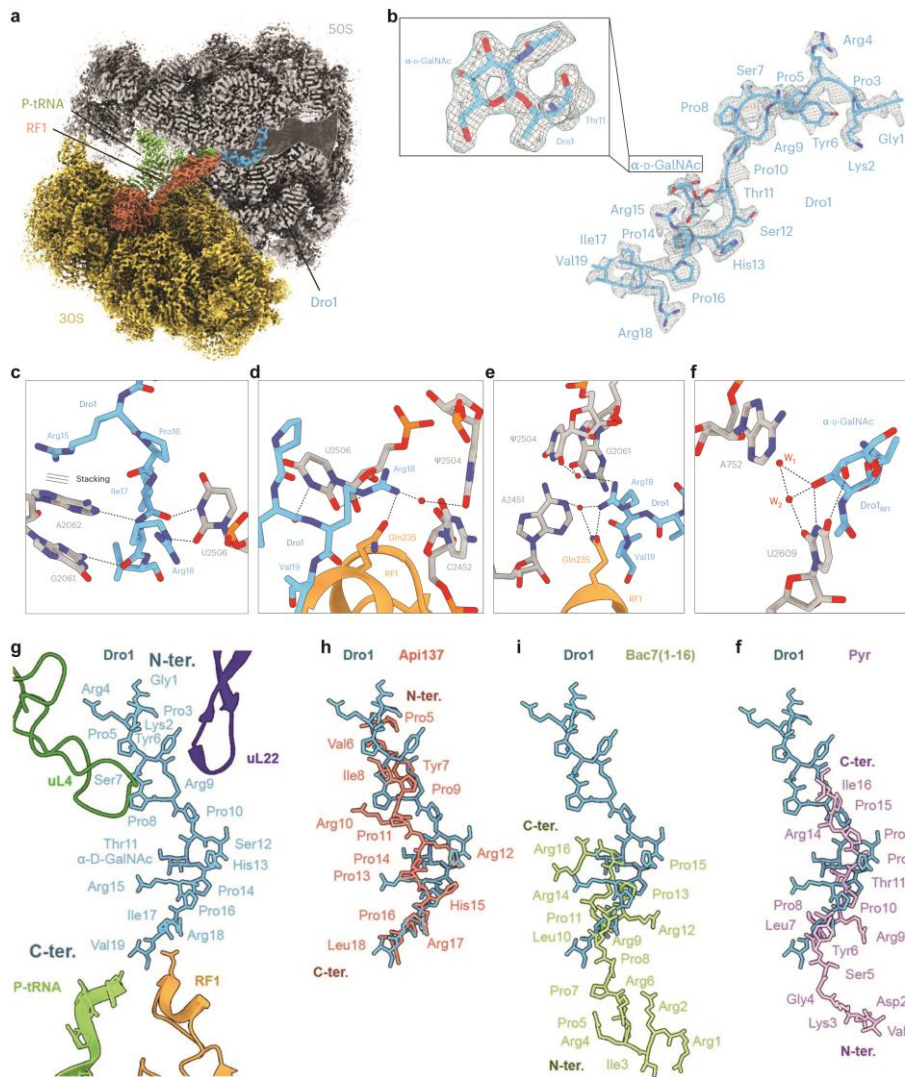 a
50S
P-tRNA
RF1
30S
Dro1
b
α-D-GalNAc
Thr11
Dro1
Arg4
Ser7
Pro5
Pro3
Pro8
Arg9
Tyr6
Gly1
Lys2
α-D-GalNAc
Pro10
Thr11
Dro1
Arg15
Ser12
Ile17
Pro14
Val19
His13
Pro16
Arg18
c
Dro1
Arg15
Pro16
Stacking
Ile17
A2062
U2506
G2061
Arg18
d
U2506
Arg18
Ψ2504
Dro1
Gln235
Val19
RF1
C2452
e
Ψ2504
G2061
A2451
Arg18
Dro1
Gln235
Val19
RF1
f
α-D-GalNAc
A752
W1
W2
Dro1RF1
U2609
g
Dro1
N-ter.
Gly1
Arg4
Pro3
Lys2
Pro5
Tyr6
uL4
uL22
Ser7
Arg9
Pro8
Pro10
Thr11
Ser12
α-D-GalNAc
His13
Arg15
Pro14
Pro16
Ile17
Arg18
Val19
C-ter.
P-tRNA
RF1
h
Dro1 Api137
N-ter.
Pro5
Val6
Tyr7
Ile8
Pro9
Arg10
Pro11
Arg12
Pro14
Pro13
His15
Pro16
Leu18
Arg17
C-ter.
i
Dro1 Bac7(1-16)
C-ter.
Arg16
Pro15
Arg14
Pro13
Pro11
Leu10
Arg12
Arg9
Pro8
Pro7
Arg6
Arg2
Pro5
Arg4
Arg1
Ile3
N-ter.
f
Dro1 Pyr
C-ter.
Ile16
Pro15
Arg14
Pro
Pro
Thr11
Pro8
Pro10
Leu7
Arg9
Tyr6
Ser5
Gly4
Asp2
Lys3
Val
N-ter.